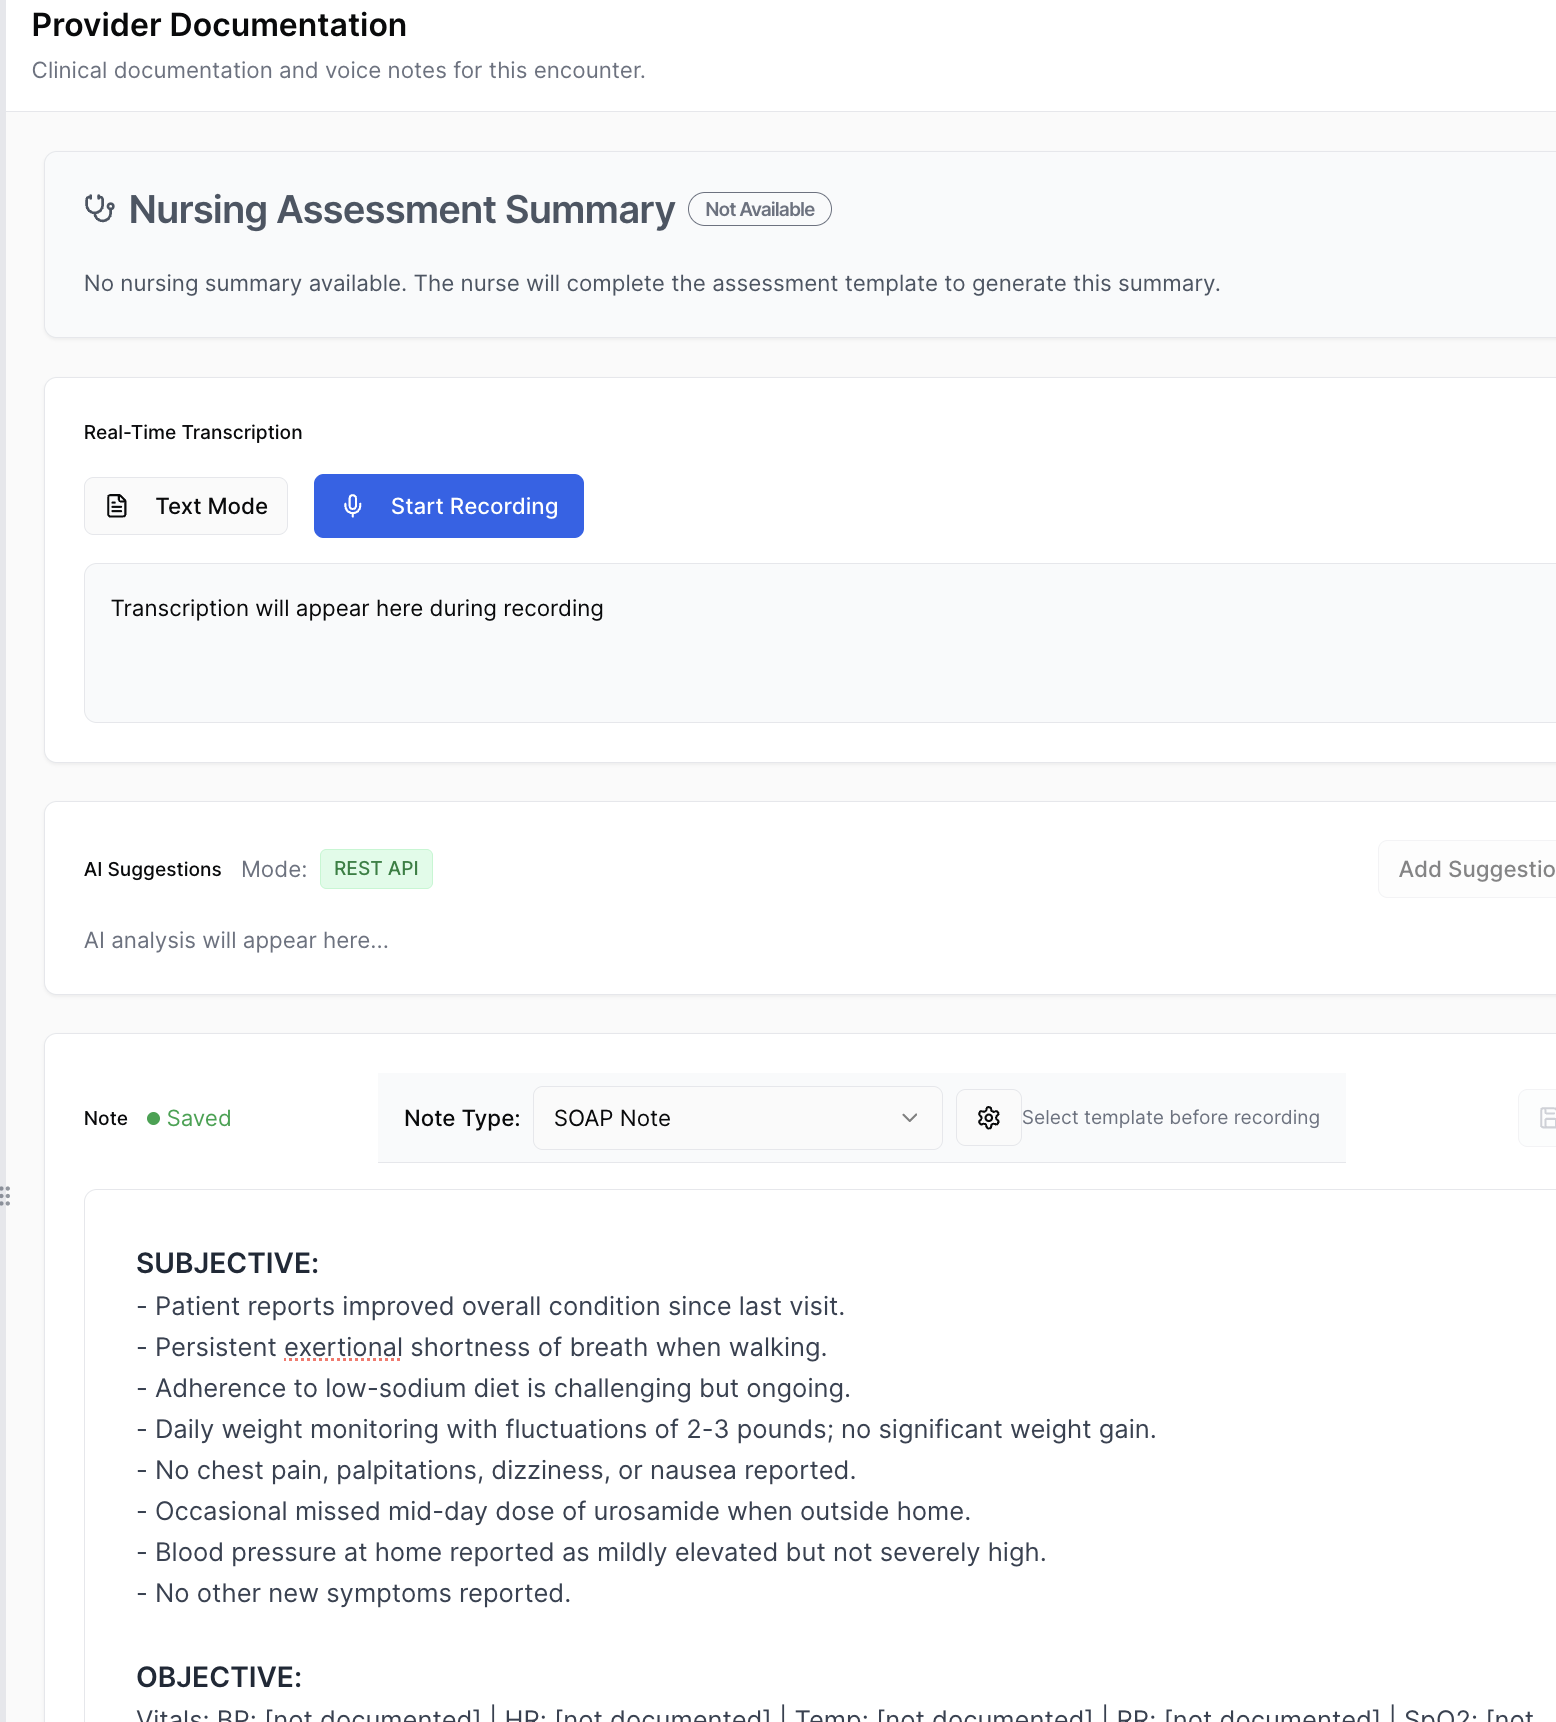 Provider Documentation
Clinical documentation and voice notes for this encounter.
Nursing Assessment Summary Not Available
No nursing summary available. The nurse will complete the assessment template to generate this summary.
Real-Time Transcription
Text Mode Start Recording
Transcription will appear here during recording
AI Suggestions Mode: REST API Add Suggestio
AI analysis will appear here...
Note Saved Note Type: SOAP Note Select template before recording
SUBJECTIVE:
- Patient reports improved overall condition since last visit.
- Persistent exertional shortness of breath when walking.
- Adherence to low-sodium diet is challenging but ongoing.
- Daily weight monitoring with fluctuations of 2-3 pounds; no significant weight gain.
- No chest pain, palpitations, dizziness, or nausea reported.
- Occasional missed mid-day dose of urosamide when outside home.
- Blood pressure at home reported as mildly elevated but not severely high.
- No other new symptoms reported.
OBJECTIVE:
Vitals: BP: [not documented] | HR: [not documented] | Temp: [not documented] | RR: [not documented] | SpO2: [not